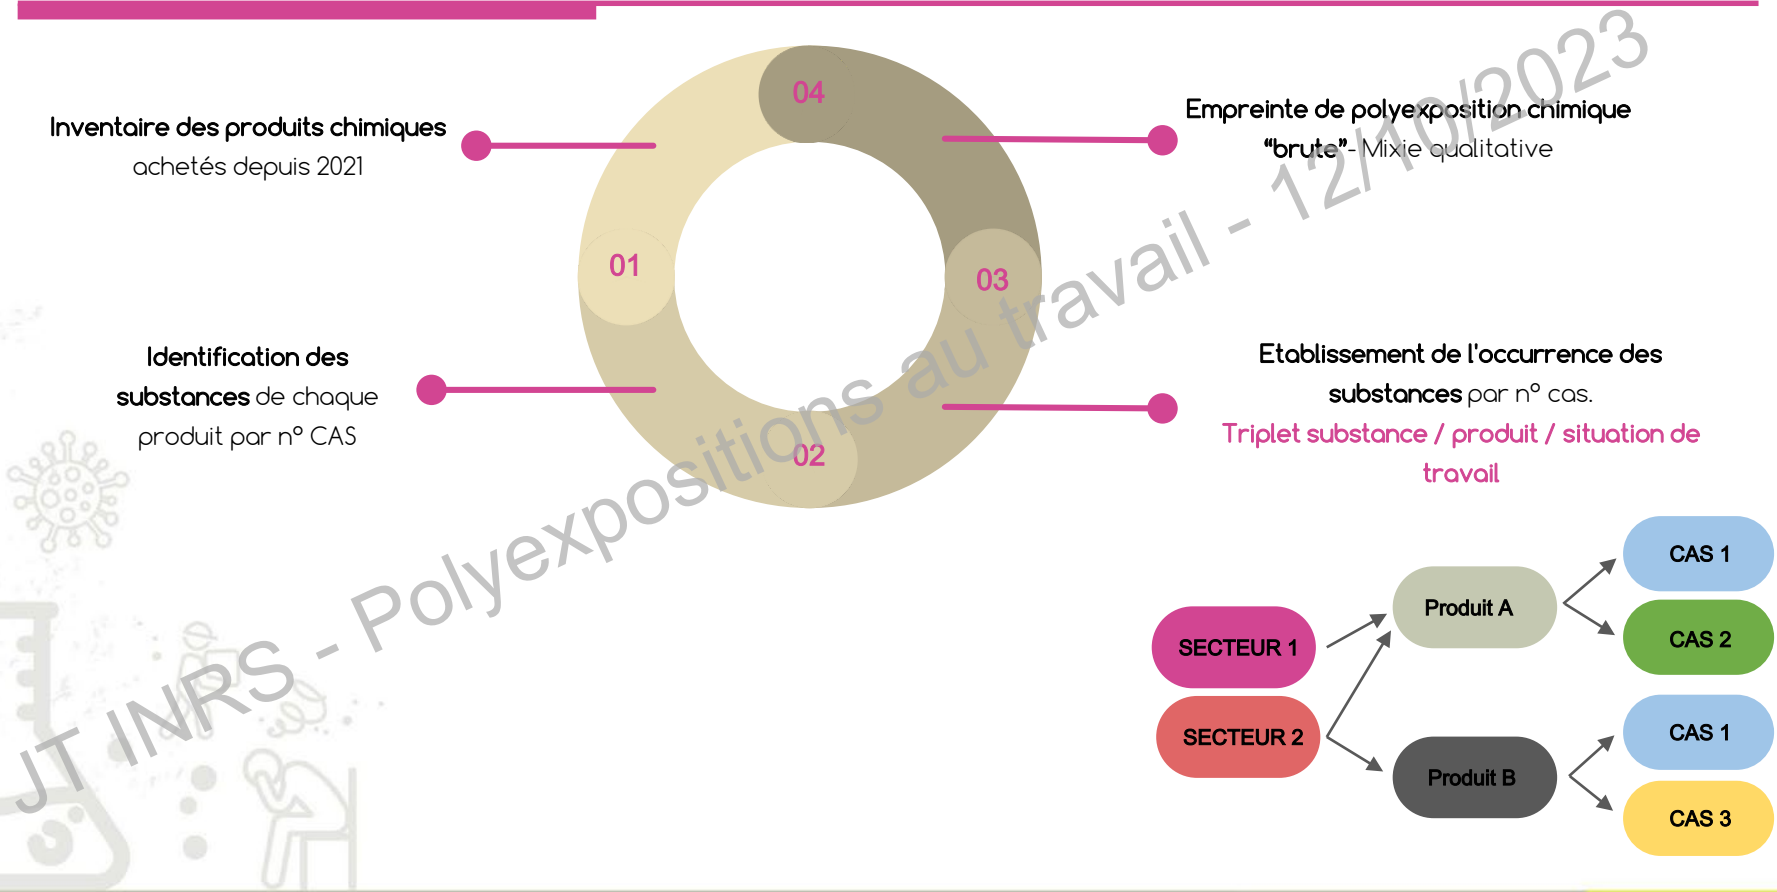 Inventaire des produits chimiques
achetés depuis 2021
01
Identification des
substances de chaque
produit par n° CAS
02
04
Empreinte de polyexposition chimique
“brute”- Mixie qualitative
03
Etablissement de l'occurrence des
substances par n° cas.
Triplet substance / produit / situation de
travail
SECTEUR 1
SECTEUR 2
Produit A
Produit B
CAS 1
CAS 2
CAS 1
CAS 3
JT INRS - Polyexpositions au travail - 12/10/2023